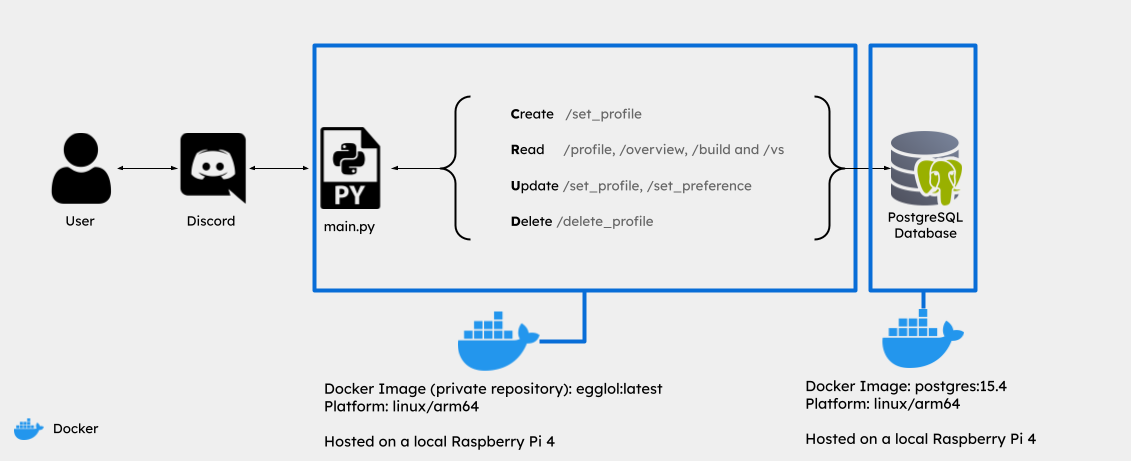 Create /set_profile
Read /profile, /overview, /build and /vs
Update /set_profile, /set_preference
Delete /delete_profile
PY
User
Discord
main.py
PostgreSQL
Database
Docker Image (private repository): egglol:latest
Platform: linux/arm64
Hosted on a local Raspberry Pi 4
Docker Image: postgres:15.4
Platform: linux/arm64
Hosted on a local Raspberry Pi 4
Docker